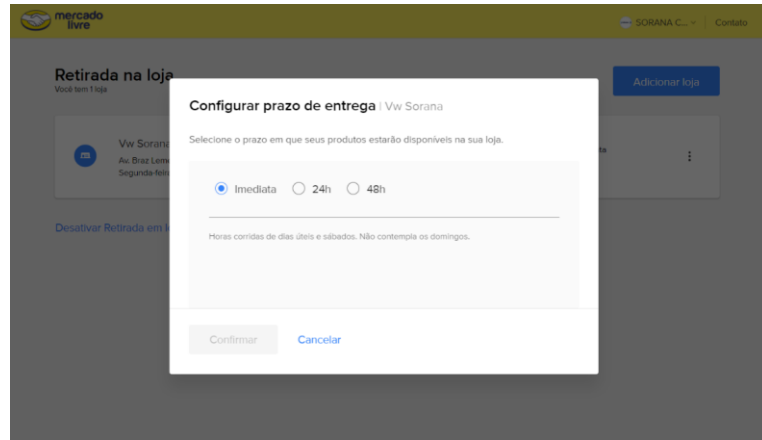 mercado
livre
SORANA C...
Contato
Retirada na loja
Você tem 1 loja
Adicionar loja
Configurar prazo de entrega | Vw Sorana
Selecione o prazo em que seus produtos estarão disponíveis na sua loja.
Vw Sorana
Av. Braz Leme
Segunda-feira
Imediata 24h 48h
Desativar Retirada em
Horas corridas de dias úteis e sábados. Não contempla os domingos.
Confirmar Cancelar